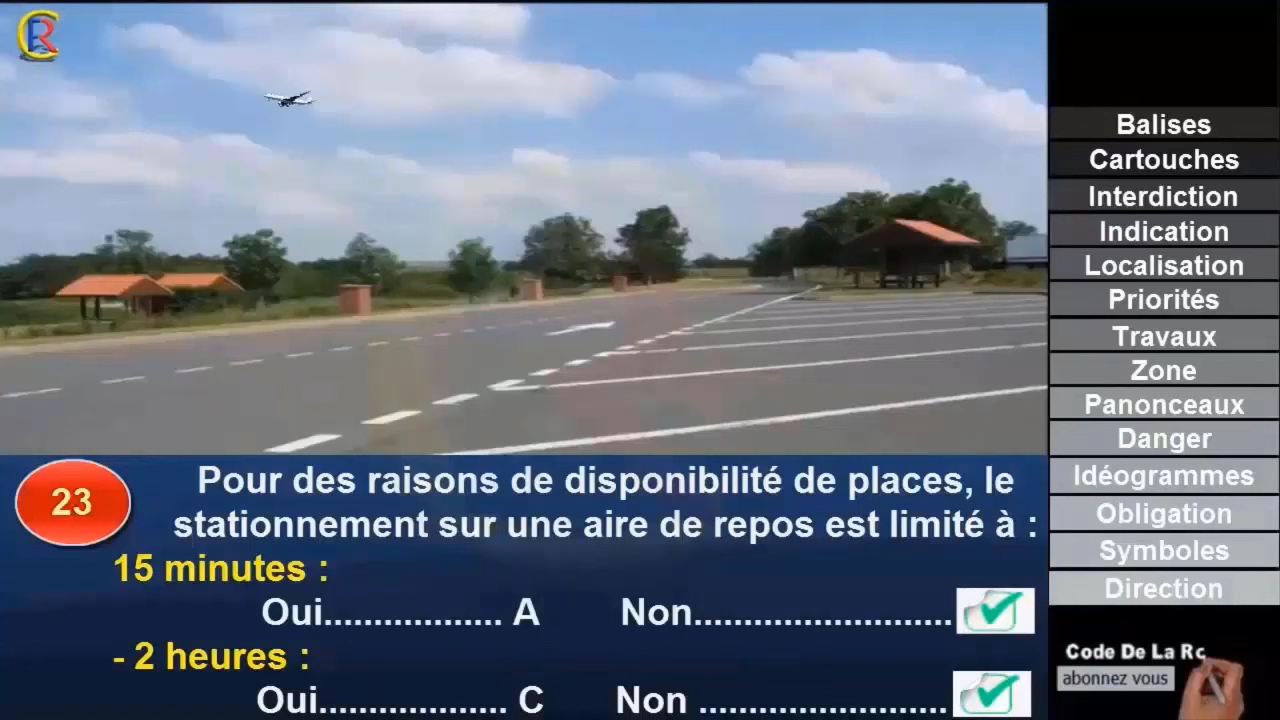 Balises
Cartouches
Interdiction
Indication
Localisation
Priorités
Travaux
Zone
Panonceaux
Danger
Idéogrammes
Obligation
Symboles
Direction
23
Pour des raisons de disponibilité de places, le
stationnement sur une aire de repos est limité à :
15 minutes :
Oui................. A Non.........................
- 2 heures :
Oui................... C Non ........................
Code De La Rc
abonnez vous